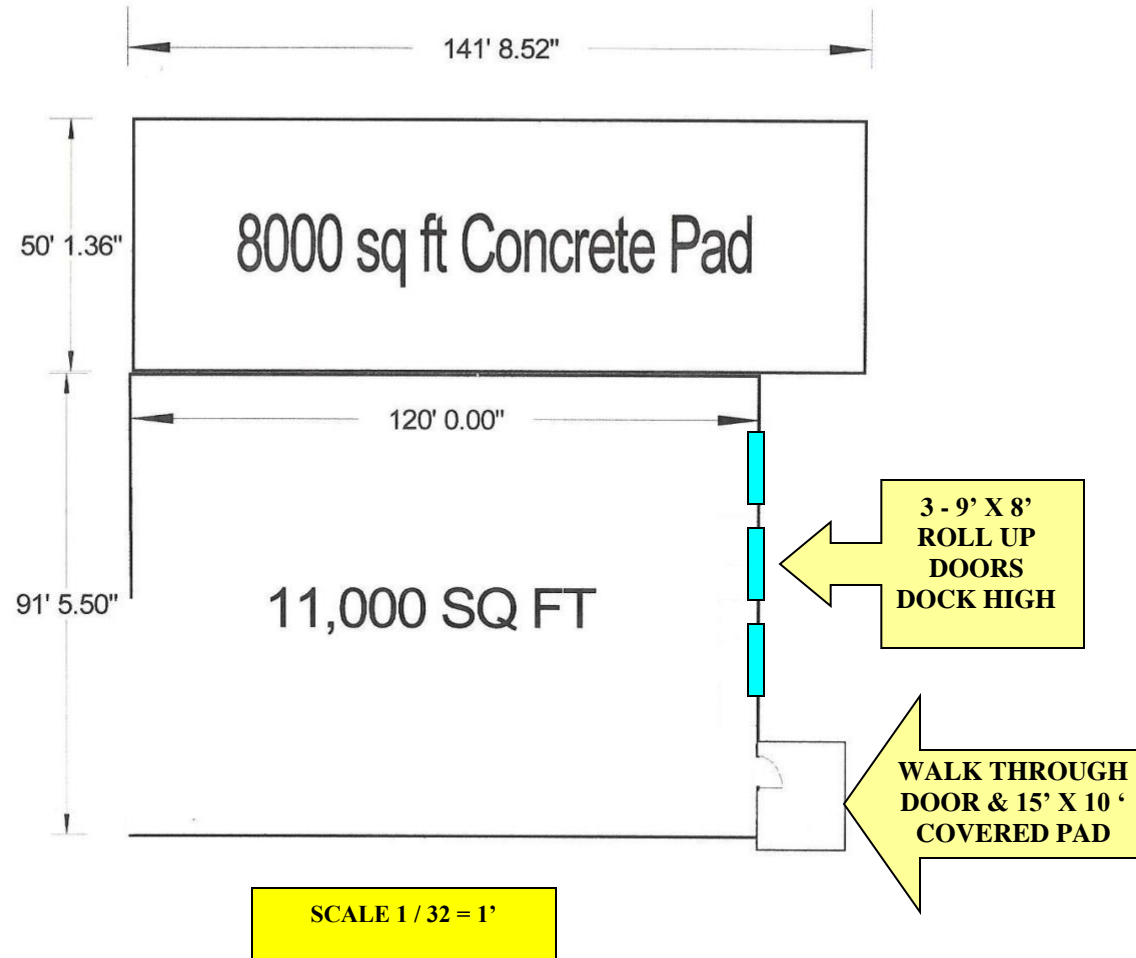 141' 8.52"
50' 1.36"
8000 sq ft Concrete Pad
120' 0.00"
91' 5.50"
11,000 SQ FT
3 - 9’ X 8’
ROLL UP
DOORS
DOCK HIGH
WALK THROUGH
DOOR & 15’ X 10 ‘
COVERED PAD
SCALE 1 / 32 = 1’